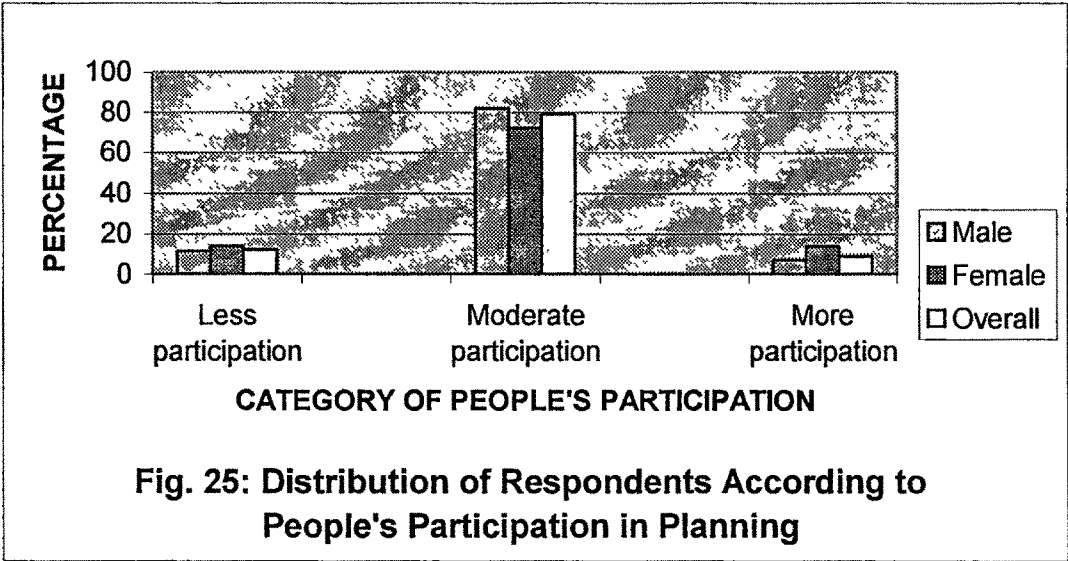 PERCENTAGE
100
80
60
40
20
0
Less participation
Moderate participation
More participation
CATEGORY OF PEOPLE'S PARTICIPATION
Male
Female
Overall
Fig. 25: Distribution of Respondents According to
People's Participation in Planning